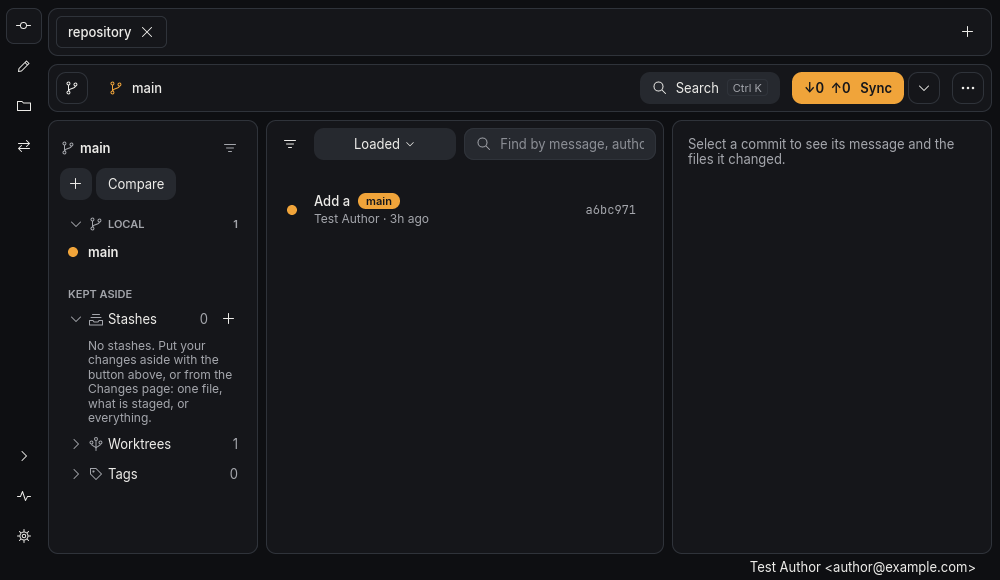 repository
main
Search Ctrl K
↓0 ↑0 Sync
main
Compare
LOCAL 1
main
KEPT ASIDE
Stashes 0
No stashes. Put your
changes aside with the
button above, or from the
Changes page: one file,
what is staged, or
everything.
Worktrees 1
Tags 0
Loaded
Find by message, autho
Add a main
Test Author · 3h ago
a6bc971
Select a commit to see its message and the
files it changed.
Test Author <author@example.com>